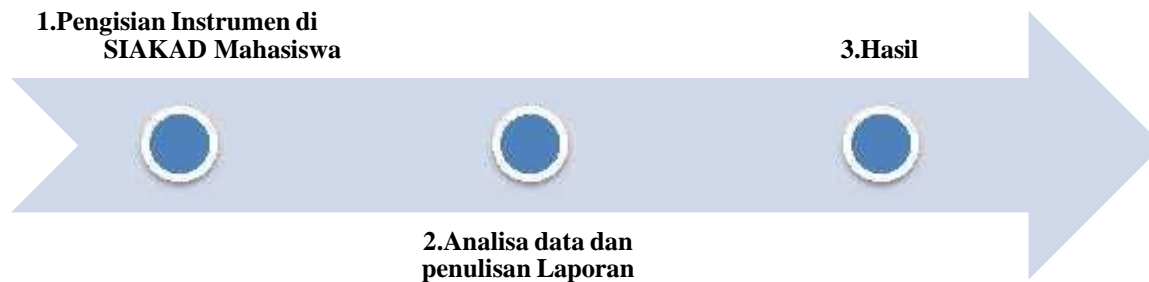 1.Pengisian Instrumen di
SIAKAD Mahasiswa
2.Analisa data dan
penulisan Laporan
3.Hasil